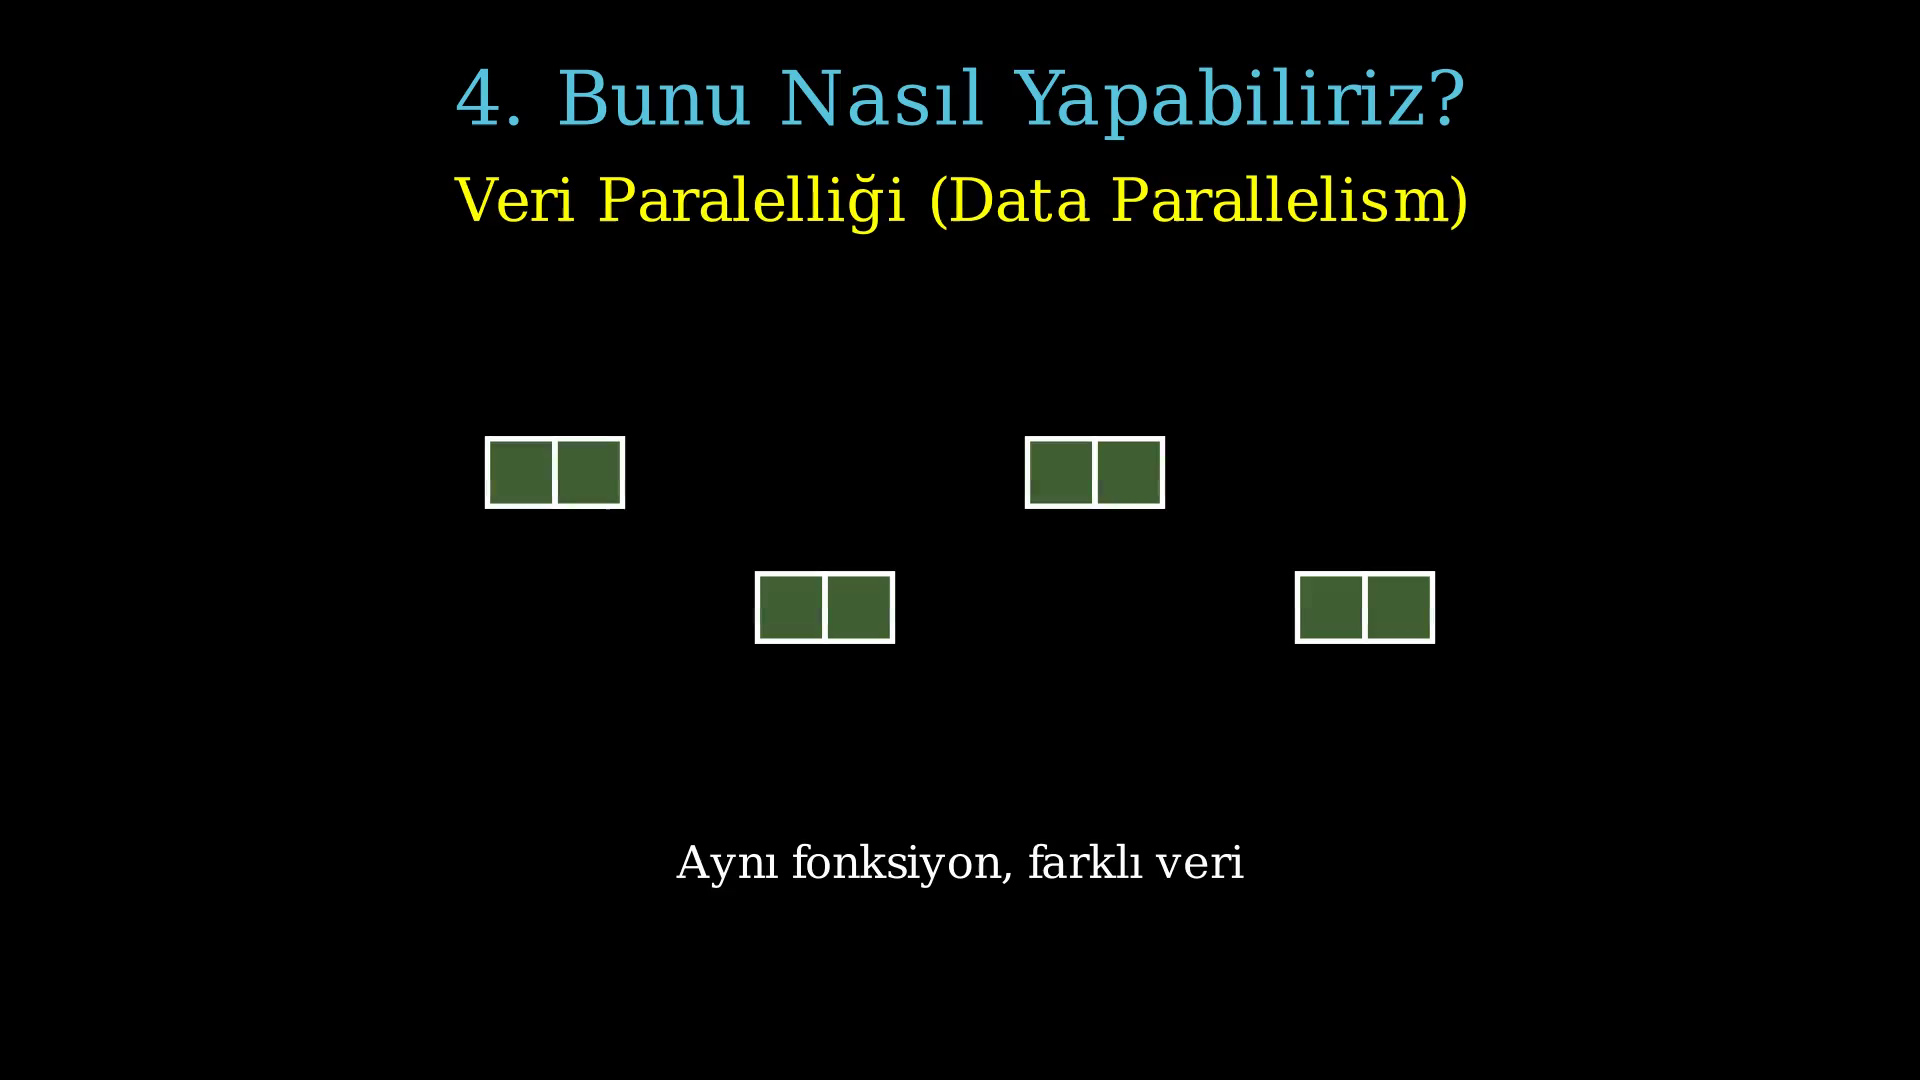 4. Bunu Nasıl Yapabiliriz?
Veri Paralelliği (Data Parallelism)
Aynı fonksiyon, farklı veri